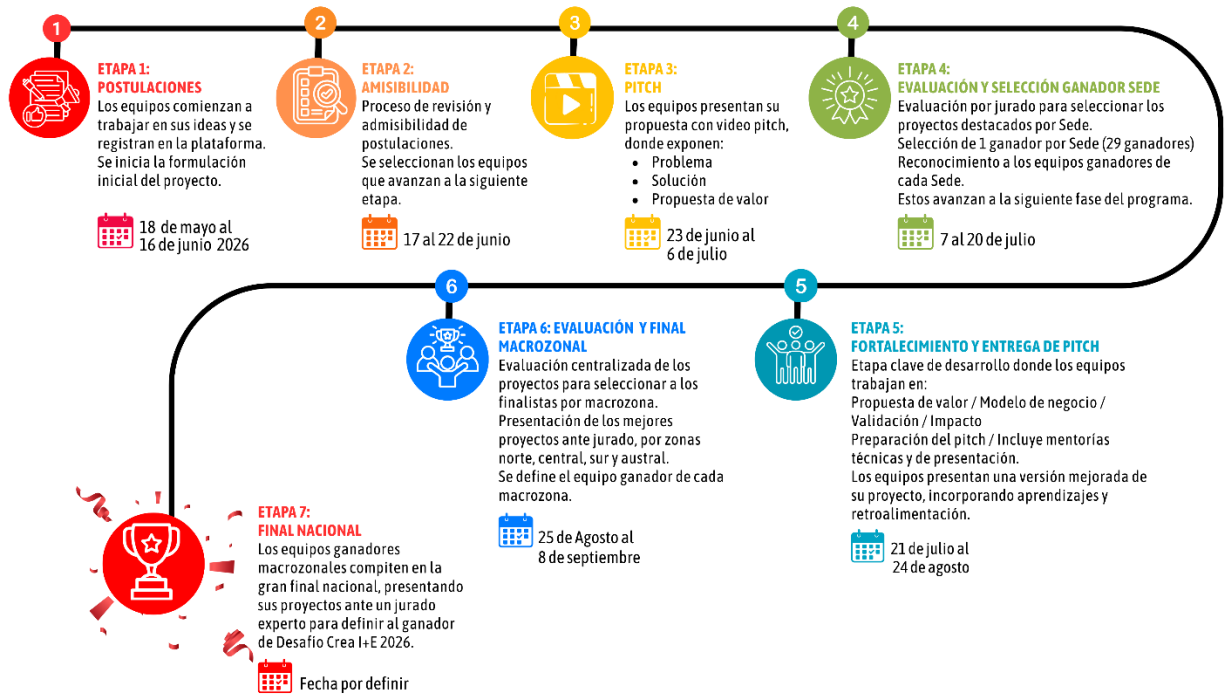 1
ETAPA 1:
POSTULACIONES
Los equipos comienzan a
trabajar en sus ideas y se
registran en la plataforma.
Se inicia la formulación
inicial del proyecto.
18 de mayo al
16 de junio 2026
2
ETAPA 2:
AMISIBILIDAD
Proceso de revisión y
admisibilidad de
postulaciones.
Se seleccionan los equipos
que avanzan a la siguiente
etapa.
17 al 22 de junio
3
ETAPA 3:
PITCH
Los equipos presentan su
propuesta con video pitch,
donde exponen:
• Problema
• Solución
• Propuesta de valor
23 de junio al
6 de julio
4
ETAPA 4:
EVALUACIÓN Y SELECCIÓN GANADOR SEDE
Evaluación por jurado para seleccionar los
proyectos destacados por Sede.
Selección de 1 ganador por Sede (29 ganadores)
Reconocimiento a los equipos ganadores de
cada Sede.
Estos avanzan a la siguiente fase del programa.
7 al 20 de julio
5
ETAPA 5:
FORTALECIMIENTO Y ENTREGA DE PITCH
Etapa clave de desarrollo donde los equipos
trabajan en:
Propuesta de valor / Modelo de negocio /
Validación / Impacto
Preparación del pitch / Incluye mentorías
técnicas y de presentación.
Los equipos presentan una versión mejorada de
su proyecto, incorporando aprendizajes y
retroalimentación.
21 de julio al
24 de agosto
6
ETAPA 6: EVALUACIÓN Y FINAL
MACROZONAL
Evaluación centralizada de los
proyectos para seleccionar a los
finalistas por macrozona.
Presentación de los mejores
proyectos ante jurado, por zonas
norte, central, sur y austral.
Se define el equipo ganador de cada
macrozona.
25 de Agosto al
8 de septiembre
ETAPA 7:
FINAL NACIONAL
Los equipos ganadores
macrozonales compiten en la
gran final nacional, presentando
sus proyectos ante un jurado
experto para definir al ganador
de Desafío Crea I+E 2026.
Fecha por definir